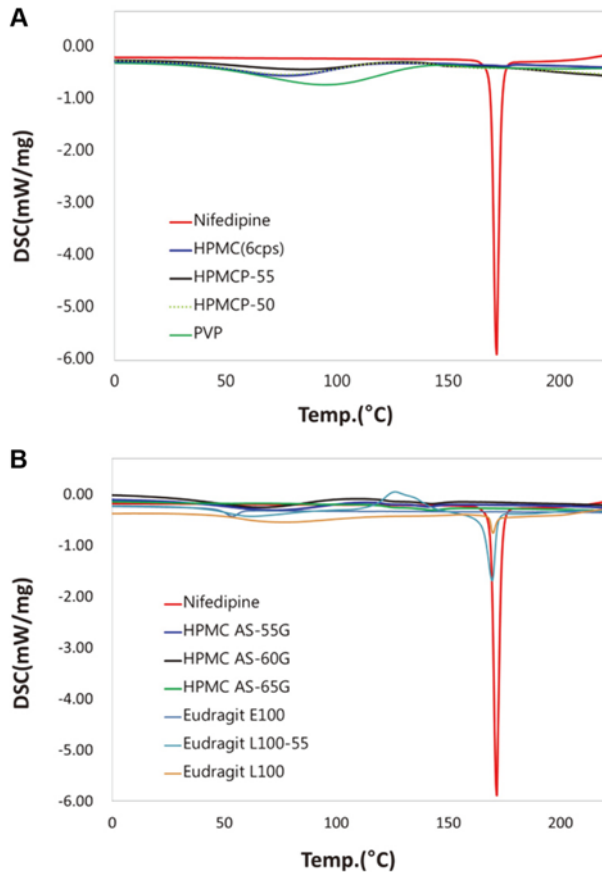 A
0.00
-1.00
-2.00
-3.00
-4.00
-5.00
-6.00
DSC(mW/mg)
Nifedipine
HPMC(6cps)
HPMCP-55
HPMCP-50
PVP
0 50 100 150 200
Temp.(°C)
B
0.00
-1.00
-2.00
-3.00
-4.00
-5.00
-6.00
DSC(mW/mg)
Nifedipine
HPMC AS-55G
HPMC AS-60G
HPMC AS-65G
Eudragit E100
Eudragit L100-55
Eudragit L100
0 50 100 150 200
Temp.(°C)